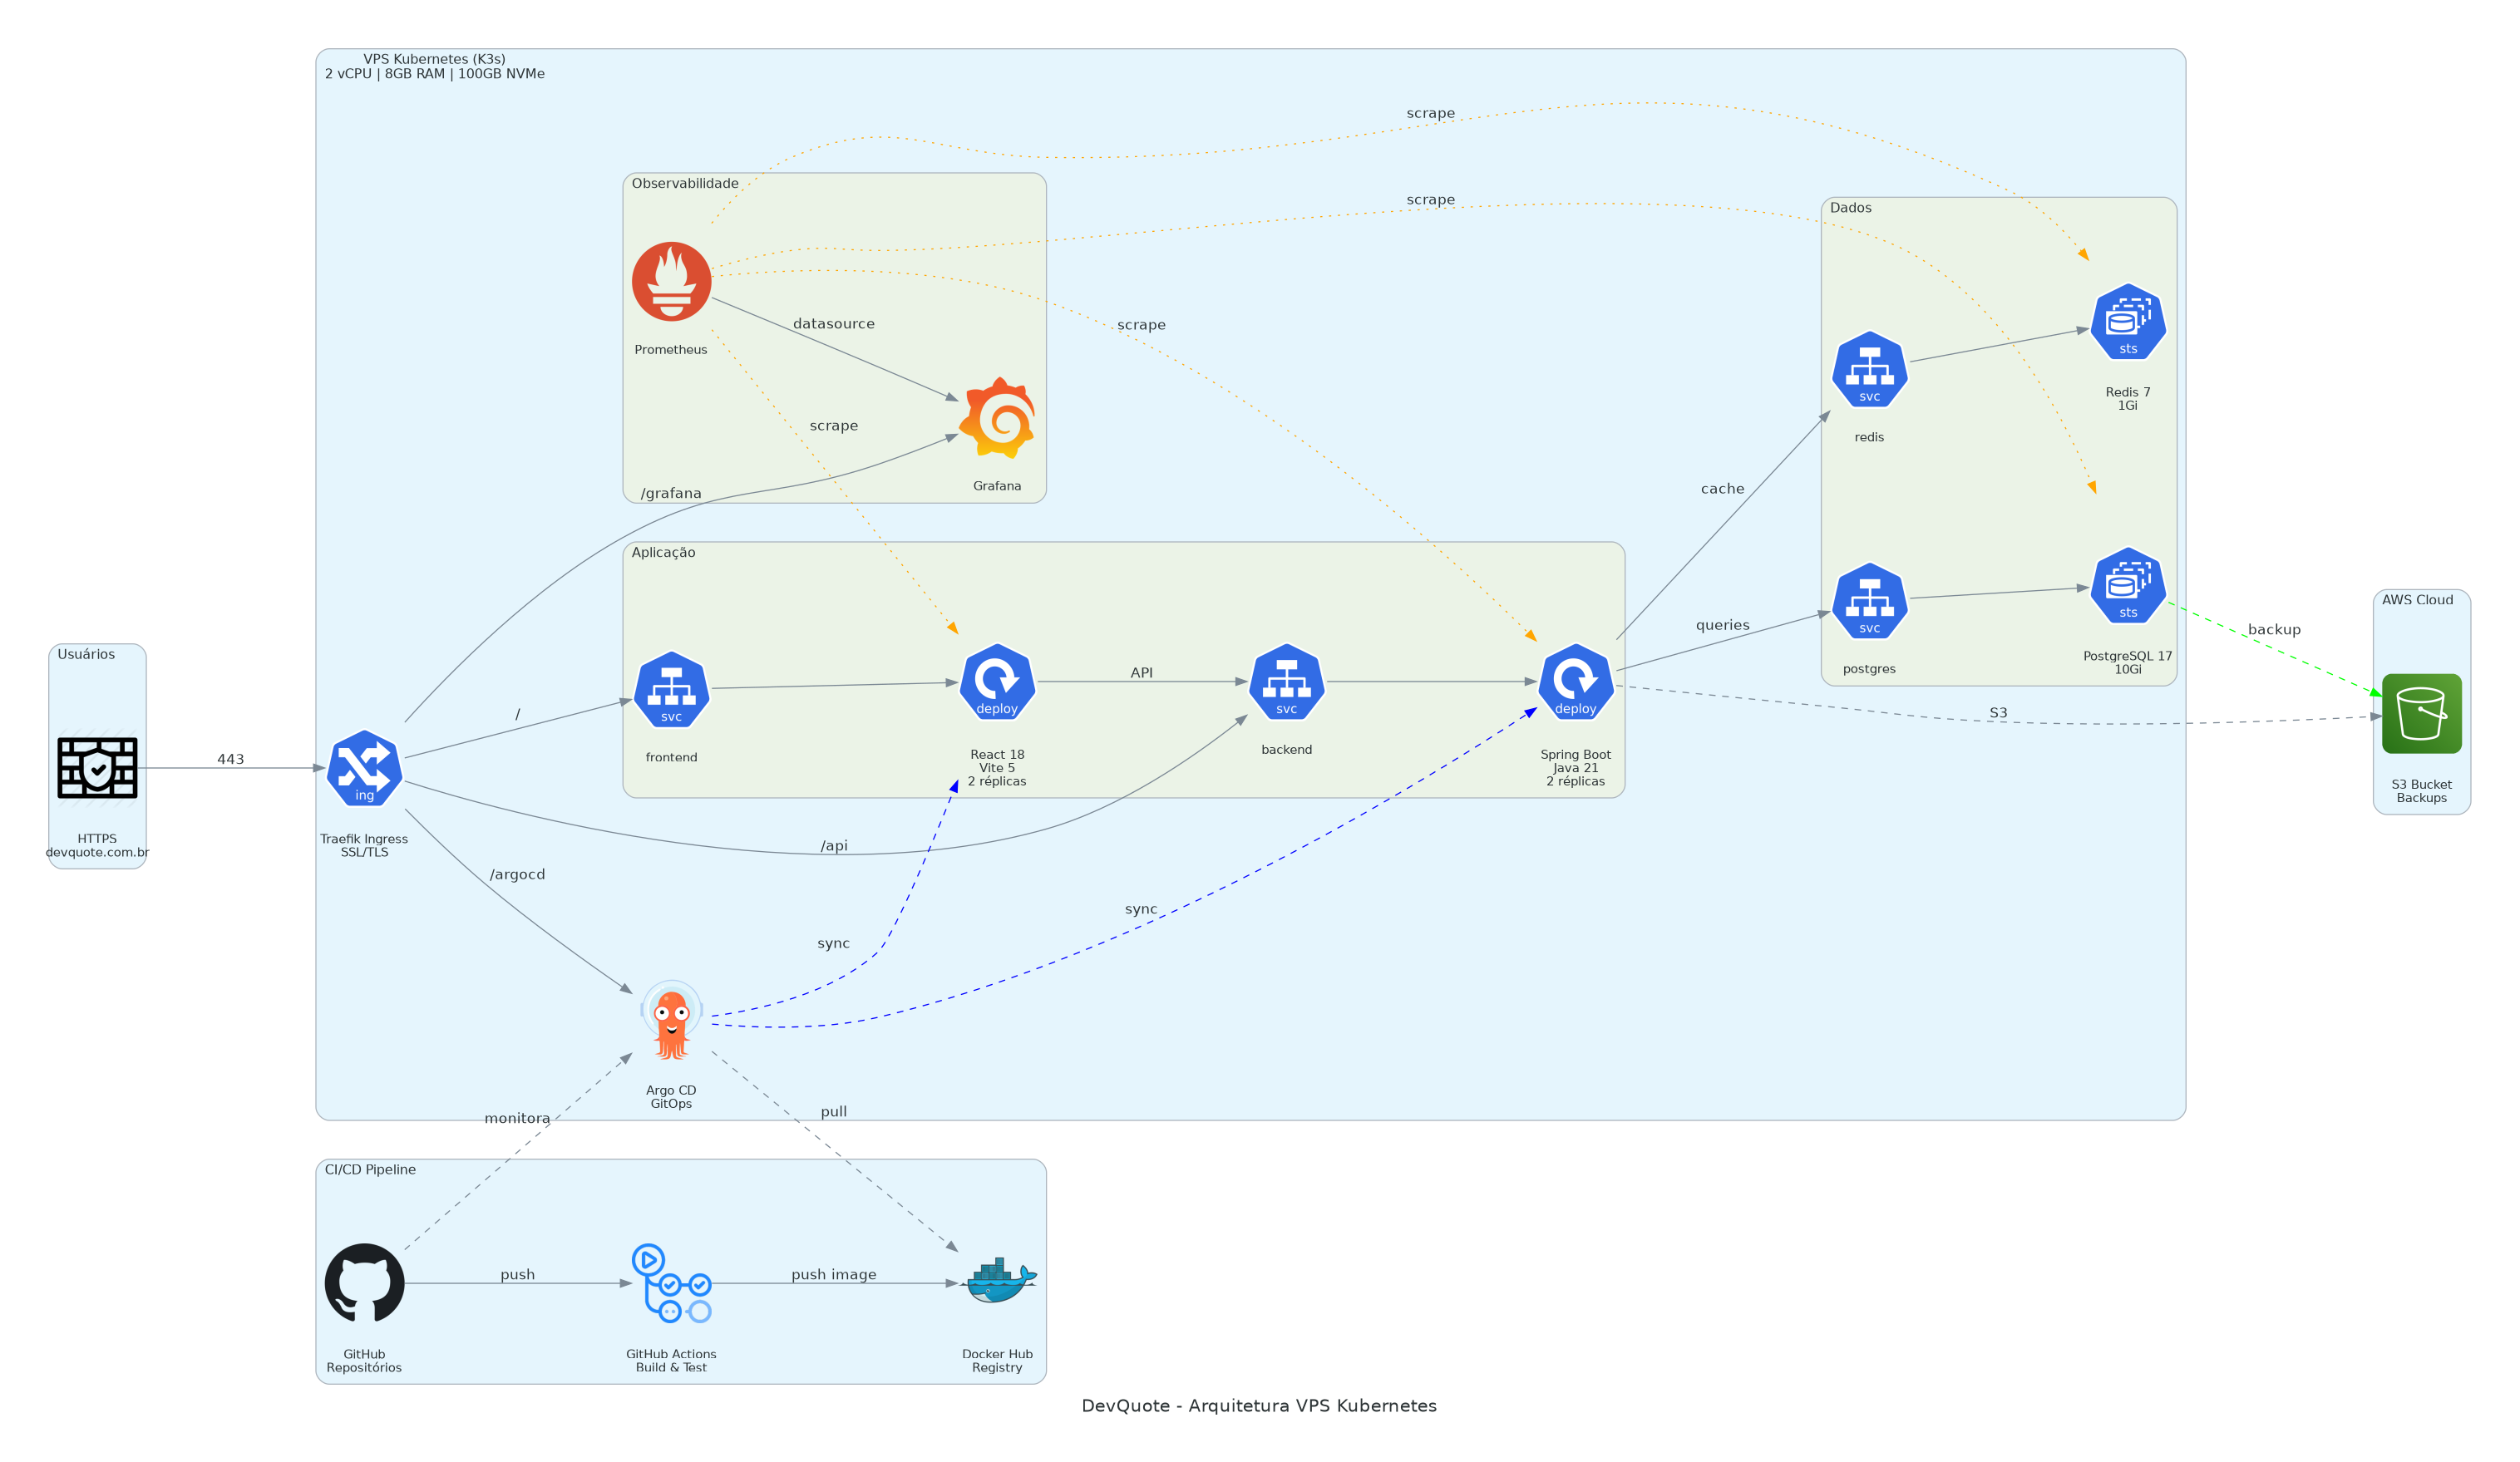 VPS Kubernetes (K3s)
2 vCPU | 8GB RAM | 100GB NVMe
scrape
Observabilidade
scrape
Dados
Prometheus
datasource
scrape
sts
Redis 7
1Gi
svc
redis
scrape
/grafana
Grafana
cache
Aplicação
Usuários
443
HTTPS
devquote.com.br
ing
Traefik Ingress
SSL/TLS
/
svc
frontend
deploy
React 18
Vite 5
2 réplicas
API
svc
backend
deploy
Spring Boot
Java 21
2 réplicas
queries
svc
postgres
sts
PostgreSQL 17
10Gi
backup
S3
AWS Cloud
S3 Bucket
Backups
/api
/argocd
sync
sync
Argo CD
GitOps
monitora
pull
CI/CD Pipeline
push
push image
GitHub
Repositórios
GitHub Actions
Build & Test
Docker Hub
Registry
DevQuote - Arquitetura VPS Kubernetes